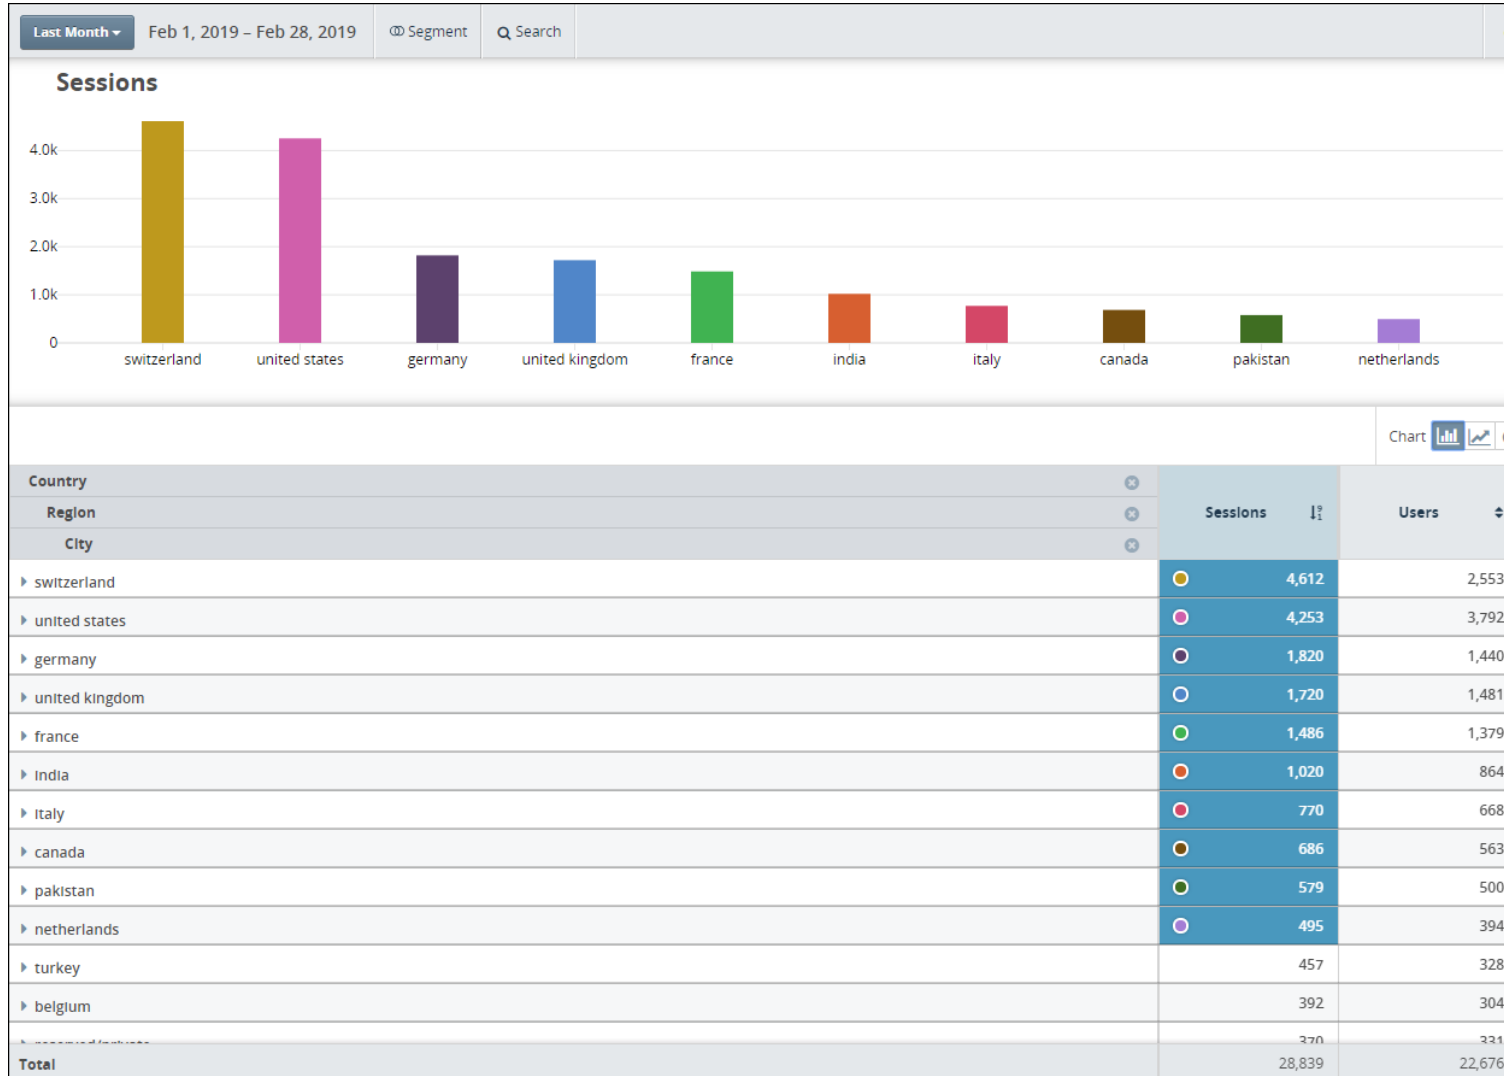 Last Month Feb 1, 2019 – Feb 28, 2019 Segment Search
Sessions
4.0k
3.0k
2.0k
1.0k
0
switzerland united states germany united kingdom france india italy canada pakistan netherlands
Chart
Country
Region
City
Sessions Users
switzerland 4,612 2,553
united states 4,253 3,792
germany 1,820 1,440
united kingdom 1,720 1,481
france 1,486 1,379
india 1,020 864
italy 770 668
canada 686 563
pakistan 579 500
netherlands 495 394
turkey 457 328
belgium 392 304
reserved/private 370 331
Total 28,839 22,676